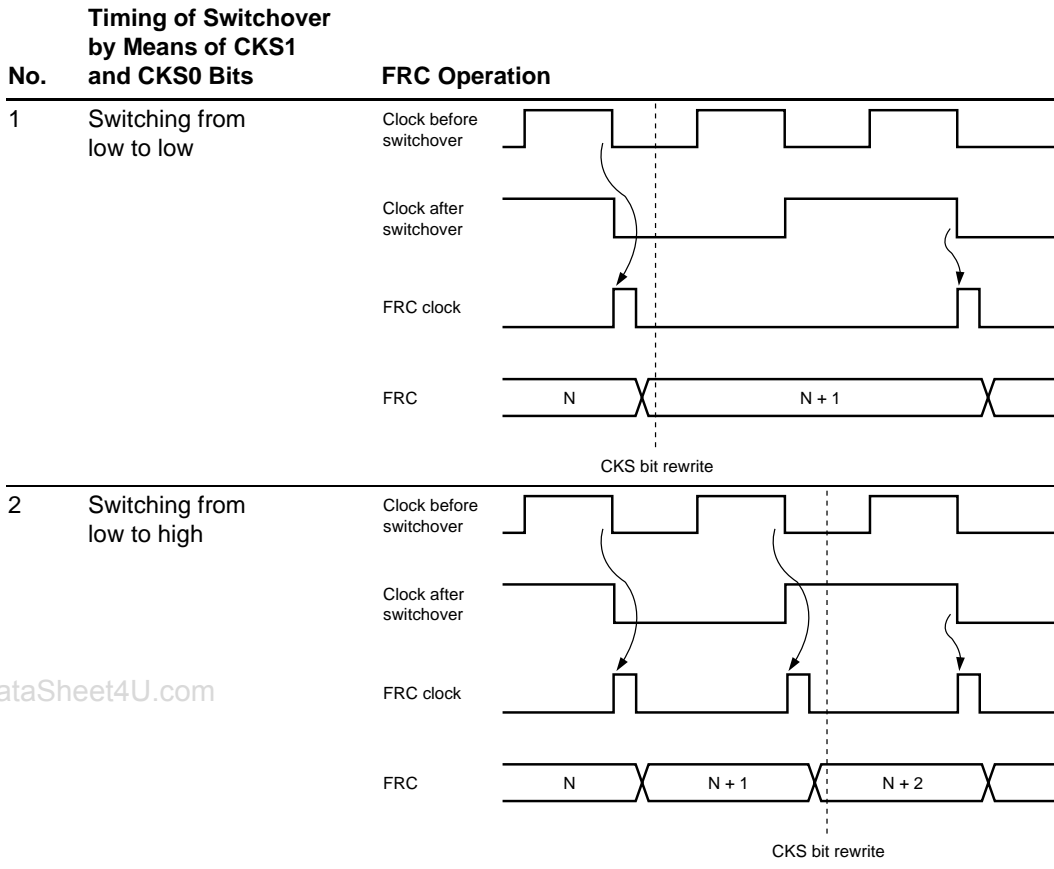 Timing of Switchover
by Means of CKS1
No. and CKS0 Bits FRC Operation
1 Switching from
low to low
Clock before
switchover
Clock after
switchover
FRC clock
FRC N N + 1
CKS bit rewrite
2 Switching from
low to high
Clock before
switchover
Clock after
switchover
FRC clock
FRC N N + 1 N + 2
CKS bit rewrite
ataSheet4U.com